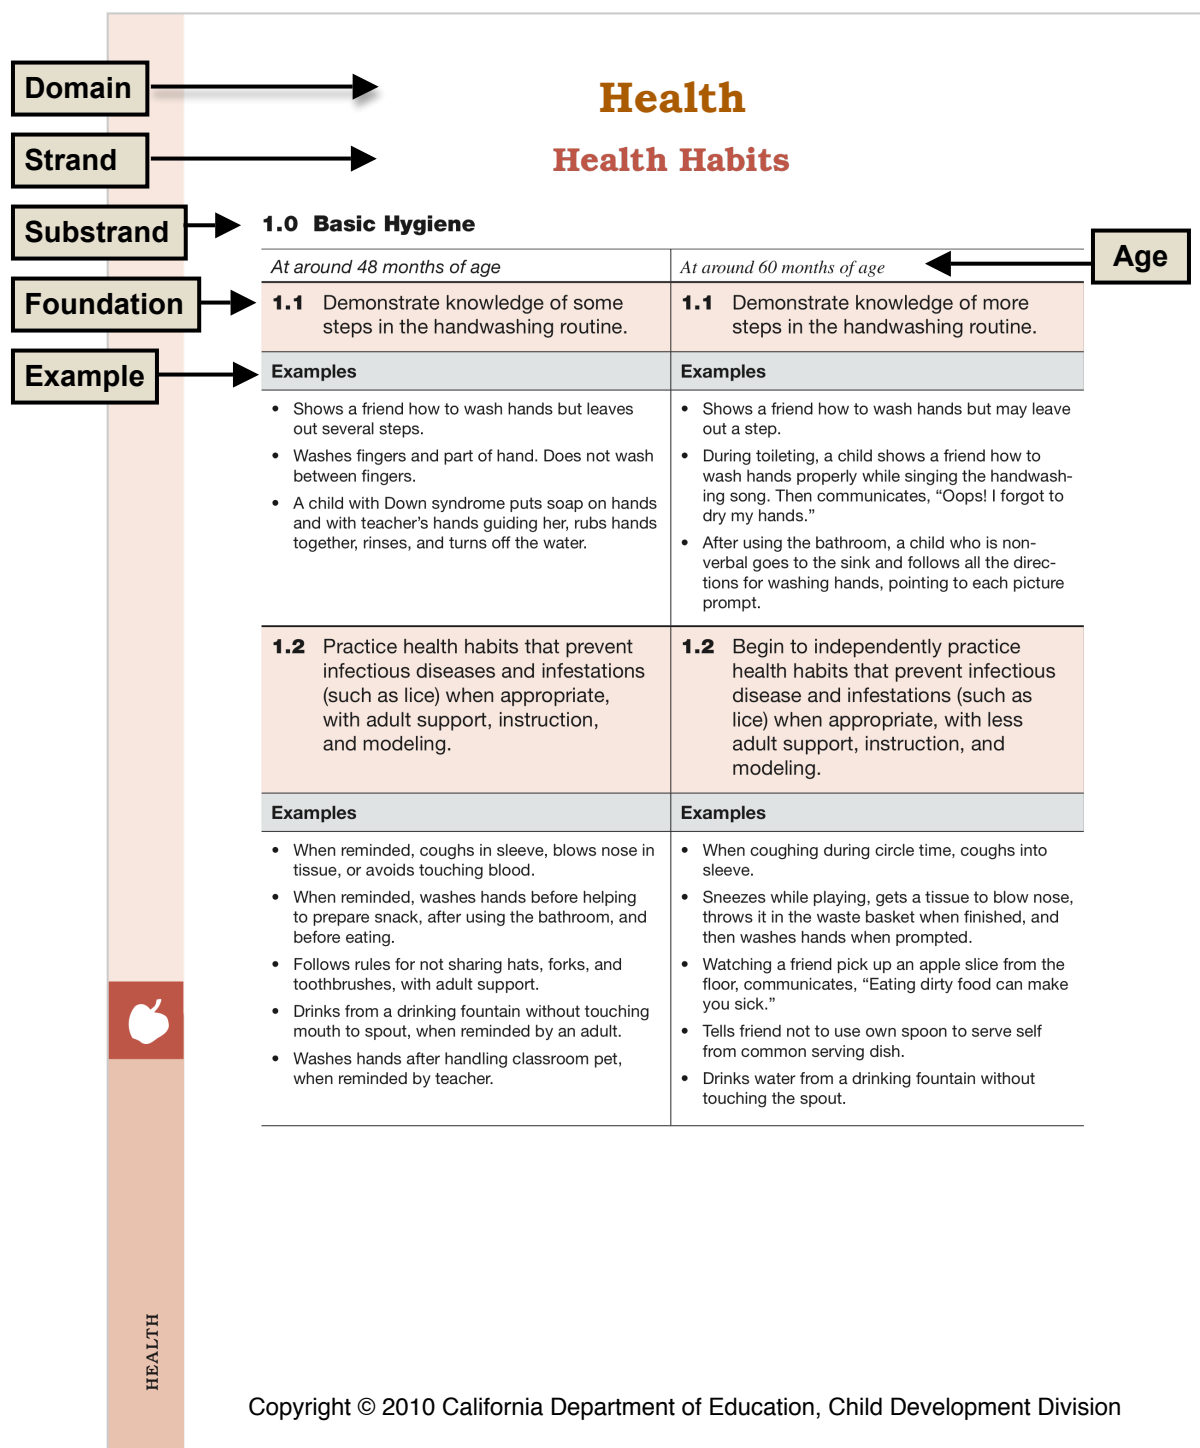 Domain
Health
Strand
Health Habits
Substrand
1.0 Basic Hygiene
Age
At around 48 months of age
At around 60 months of age
Foundation
1.1 Demonstrate knowledge of some
steps in the handwashing routine.
1.1 Demonstrate knowledge of more
steps in the handwashing routine.
Example
Examples
Examples
• Shows a friend how to wash hands but leaves
out several steps.
• Washes fingers and part of hand. Does not wash
between fingers.
• A child with Down syndrome puts soap on hands
and with teacher’s hands guiding her, rubs hands
together, rinses, and turns off the water.
• Shows a friend how to wash hands but may leave
out a step.
• During toileting, a child shows a friend how to
wash hands properly while singing the handwash-
ing song. Then communicates, “Oops! I forgot to
dry my hands.”
• After using the bathroom, a child who is non-
verbal goes to the sink and follows all the direc-
tions for washing hands, pointing to each picture
prompt.
1.2 Practice health habits that prevent
infectious diseases and infestations
(such as lice) when appropriate,
with adult support, instruction,
and modeling.
1.2 Begin to independently practice
health habits that prevent infectious
disease and infestations (such as
lice) when appropriate, with less
adult support, instruction, and
modeling.
Examples
Examples
• When reminded, coughs in sleeve, blows nose in
tissue, or avoids touching blood.
• When reminded, washes hands before helping
to prepare snack, after using the bathroom, and
before eating.
• Follows rules for not sharing hats, forks, and
toothbrushes, with adult support.
• Drinks from a drinking fountain without touching
mouth to spout, when reminded by an adult.
• Washes hands after handling classroom pet,
when reminded by teacher.
• When coughing during circle time, coughs into
sleeve.
• Sneezes while playing, gets a tissue to blow nose,
throws it in the waste basket when finished, and
then washes hands when prompted.
• Watching a friend pick up an apple slice from the
floor, communicates, “Eating dirty food can make
you sick.”
• Tells friend not to use own spoon to serve self
from common serving dish.
• Drinks water from a drinking fountain without
touching the spout.
HEALTH
Copyright © 2010 California Department of Education, Child Development Division